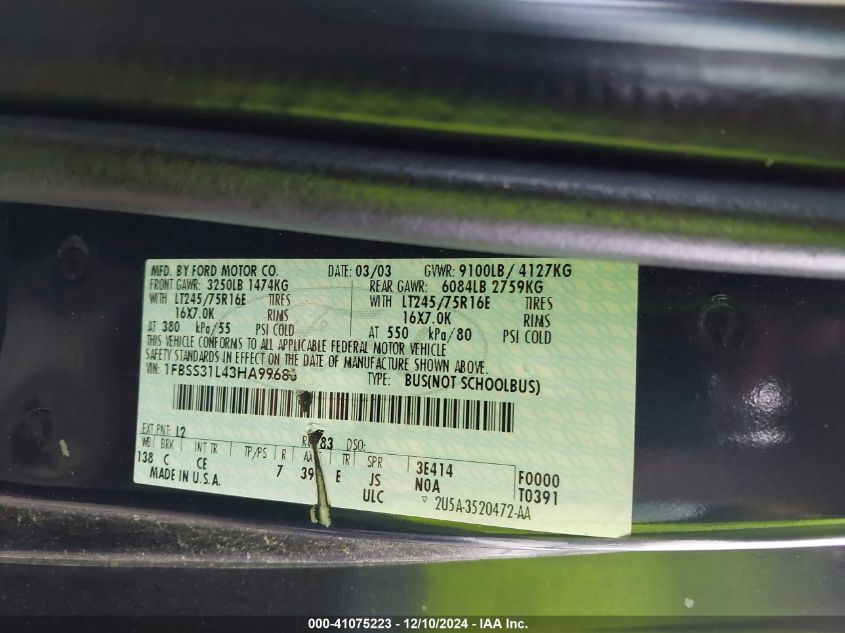 MFD. BY FORD MOTOR CO. DATE: 03/03 GVWR: 9100LB/ 4127KG
FRONT GAWR: 3250LB 1474KG REAR GAWR: 6084LB 2759KG
WITH LT245/75R16E TIRES WITH LT245/75R16E TIRES
16X7.0K RIMS 16X7.0K RIMS
AT 380 kPa/55 PSI COLD AT 550 kPa/80 PSI COLD
THIS VEHICLE CONFORMS TO ALL APPLICABLE FEDERAL MOTOR VEHICLE
SAFETY STANDARDS IN EFFECT ON THE DATE OF MANUFACTURE SHOWN ABOVE.
VIN: 1FBSS31L43HA99683 TYPE: BUS(NOT SCHOOLBUS)
EXT PNT: 12 83 DSO:
WB BRK INT TR TP/PS R TR SPR
138 C CE 7 39 E JS 3E414 F0000
MADE IN U.S.A. ULC N0A T0391
▽ 2U5A-3520472-AA
000-41075223 - 12/10/2024 - IAA Inc.